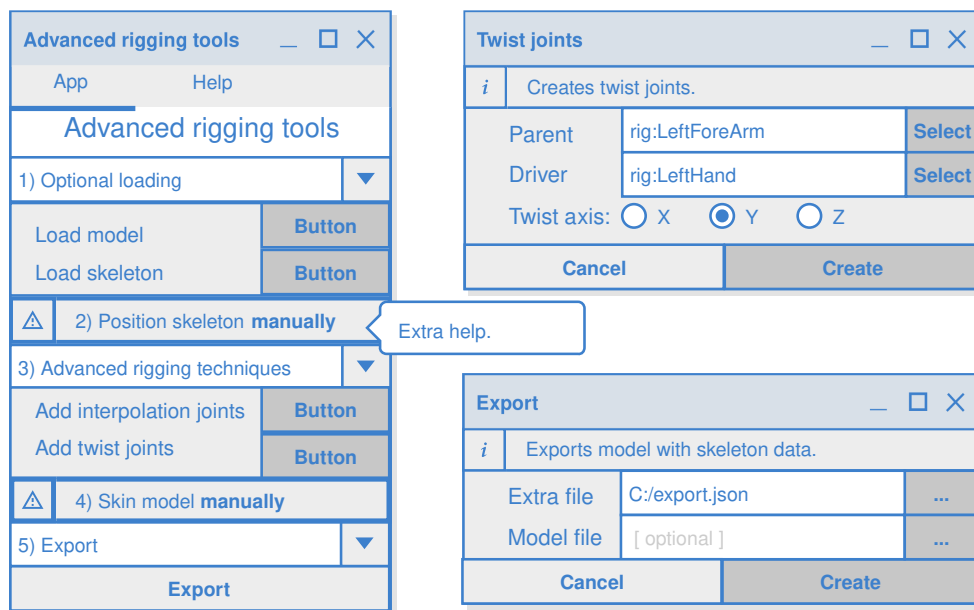 Advanced rigging tools
App Help
Advanced rigging tools
1) Optional loading
Load model Button
Load skeleton Button
2) Position skeleton manually
Extra help.
3) Advanced rigging techniques
Add interpolation joints Button
Add twist joints Button
4) Skin model manually
5) Export
Export
Twist joints
i Creates twist joints.
Parent rig:LeftForeArm Select
Driver rig:LeftHand Select
Twist axis: X Y Z
Cancel Create
Export
i Exports model with skeleton data.
Extra file C:/export.json ...
Model file [ optional ] ...
Cancel Create